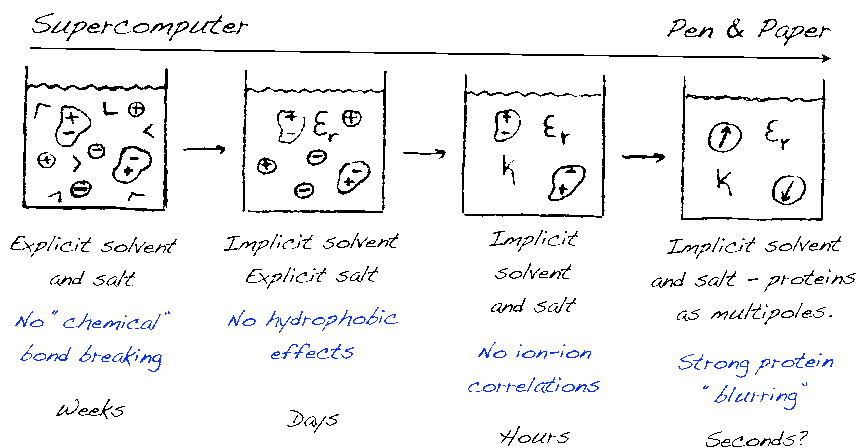 Supercomputer
Pen & Paper
+
-
+
-
+
-
+
-
+
-
εr
+
+
-
-
+
-
+
-
εr
κ
+
-
εr
κ
Explicit solvent
and salt
No "chemical"
bond breaking
Weeks
Implicit solvent
Explicit salt
No hydrophobic
effects
Days
Implicit
solvent
and salt
No ion-ion
correlations
Hours
Implicit solvent
and salt - proteins
as multipoles.
Strong protein
"blurring"
Seconds?